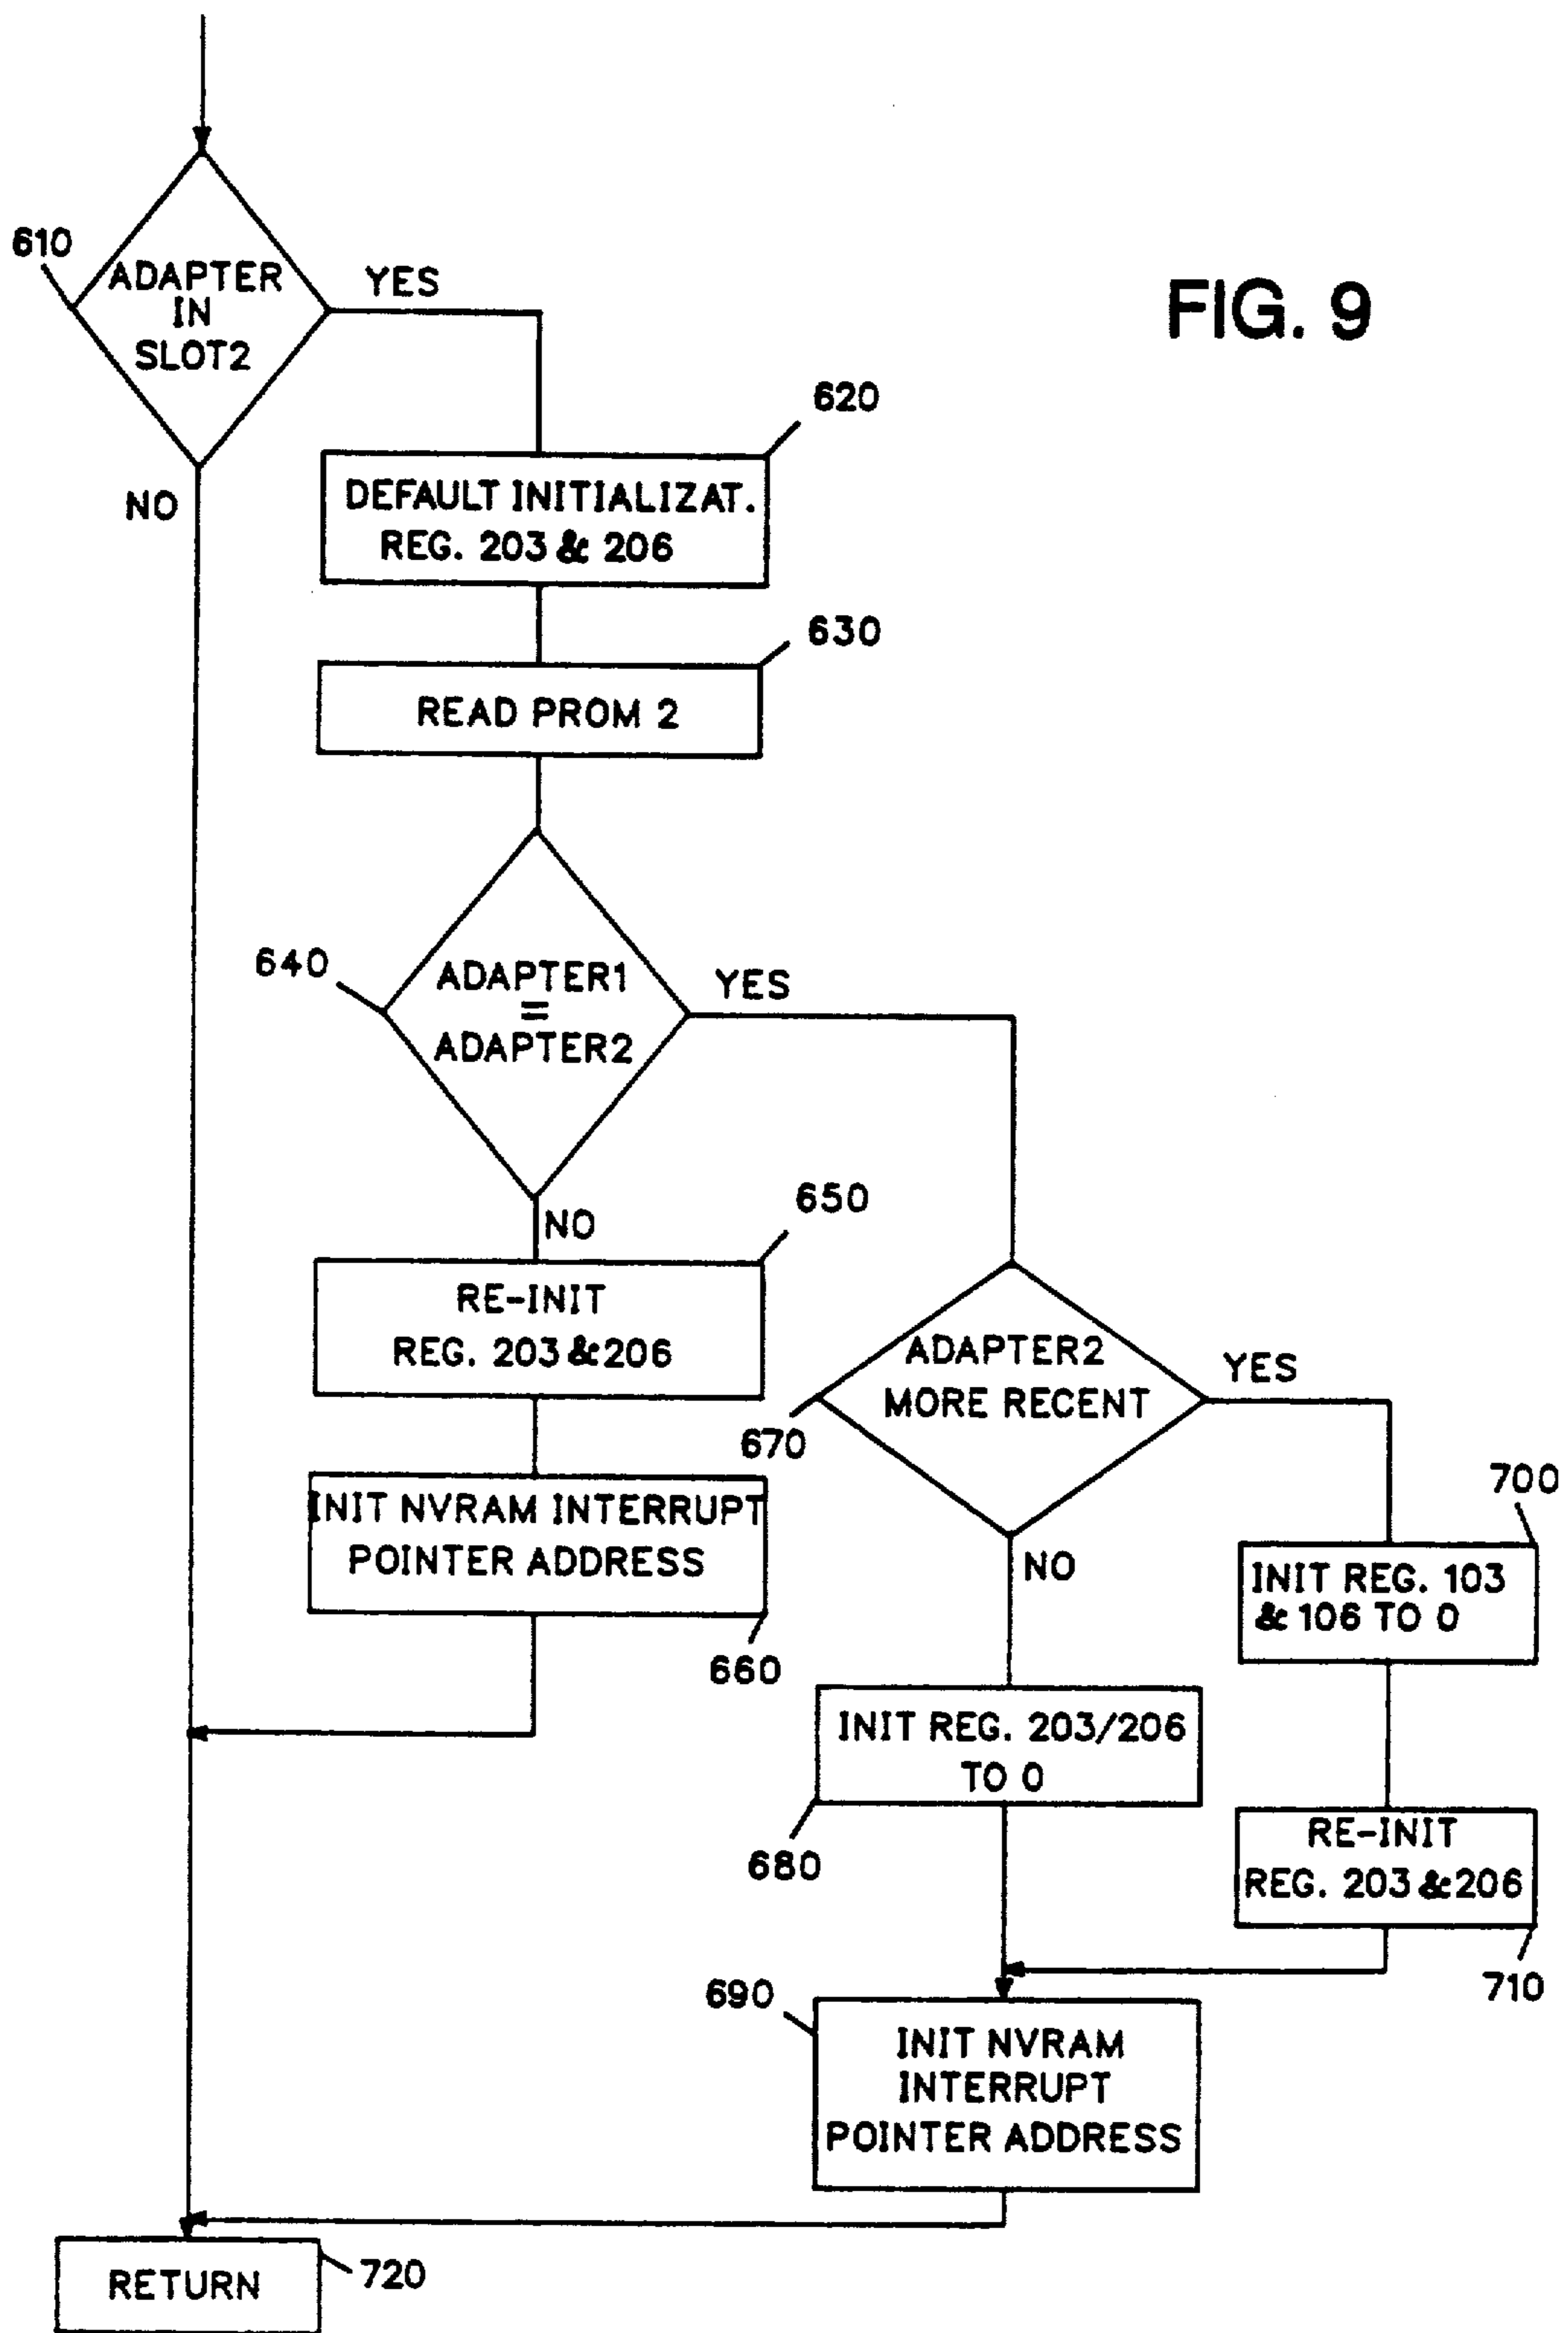 FIG. 9
610
ADAPTER
IN
SLOT2
YES
NO
620
DEFAULT INITIALIZAT.
REG. 203 & 206
630
READ PROM 2
640
ADAPTER1
=
ADAPTER2
YES
NO
650
RE-INIT
REG. 203 & 206
INIT NVRAM INTERRUPT
POINTER ADDRESS
660
ADAPTER2
MORE RECENT
670
YES
NO
700
INIT REG. 103
& 106 TO 0
INIT REG. 203/206
TO 0
680
RE-INIT
REG. 203 & 206
710
690
INIT NVRAM
INTERRUPT
POINTER ADDRESS
RETURN
720